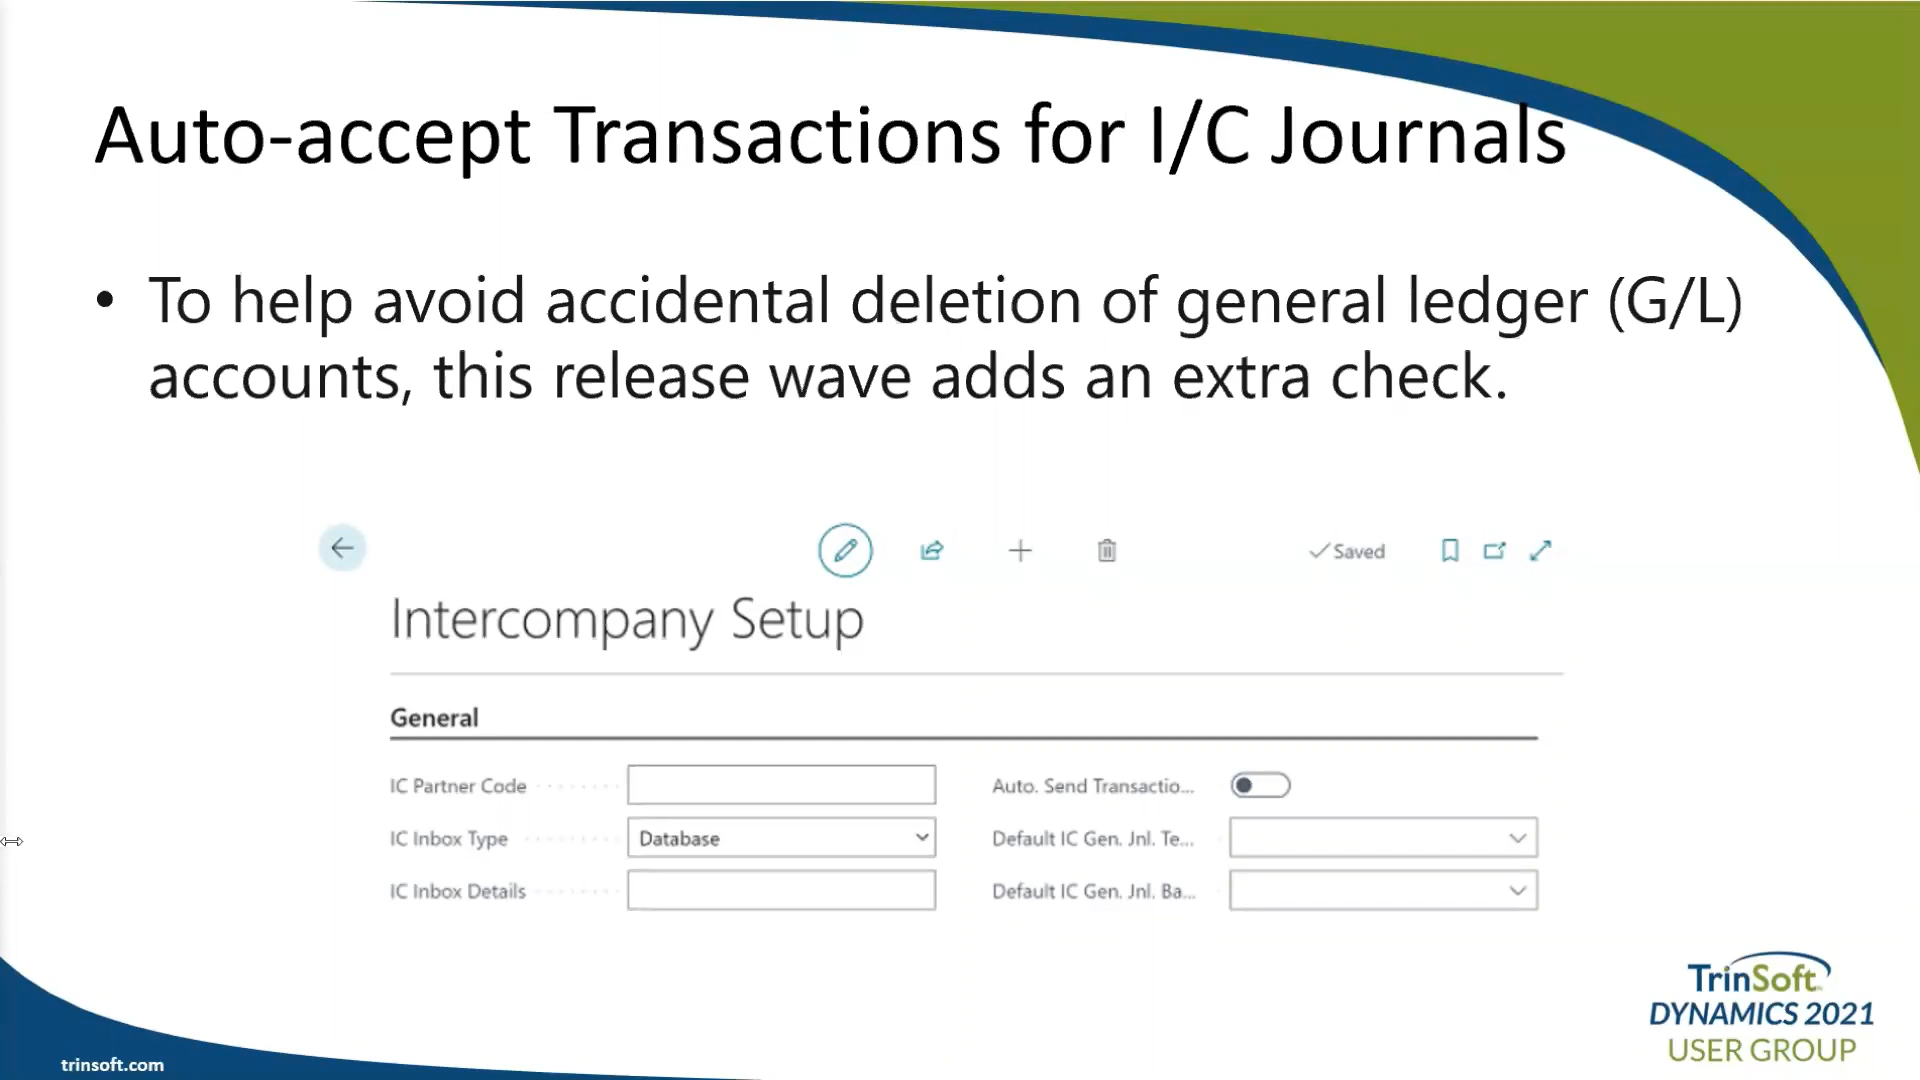 Auto-accept Transactions for I/C Journals
• To help avoid accidental deletion of general ledger (G/L)
accounts, this release wave adds an extra check.
Saved
Intercompany Setup
General
IC Partner Code
Auto. Send Transactio...
IC Inbox Type
Database
Default IC Gen. Jnl. Te...
IC Inbox Details
Default IC Gen. Jnl. Ba...
TrinSoft
DYNAMICS 2021
USER GROUP
trinsoft.com